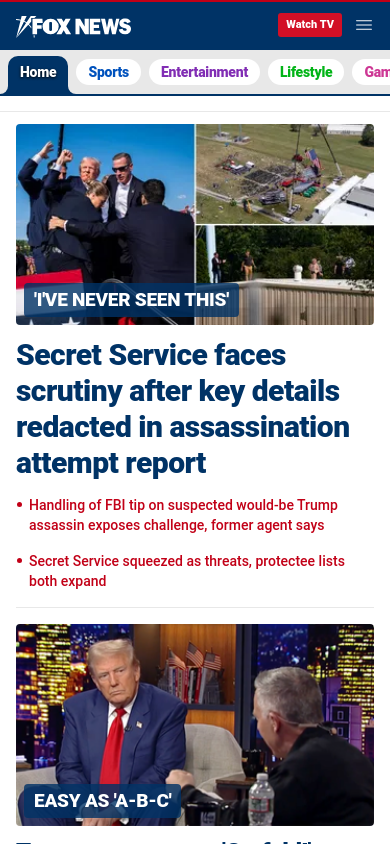 FOX NEWS
Watch TV
Home
Sports
Entertainment
Lifestyle
'I'VE NEVER SEEN THIS'
Secret Service faces
scrutiny after key details
redacted in assassination
attempt report
• Handling of FBI tip on suspected would-be Trump
assassin exposes challenge, former agent says
• Secret Service squeezed as threats, protectee lists
both expand
EASY AS 'A-B-C'